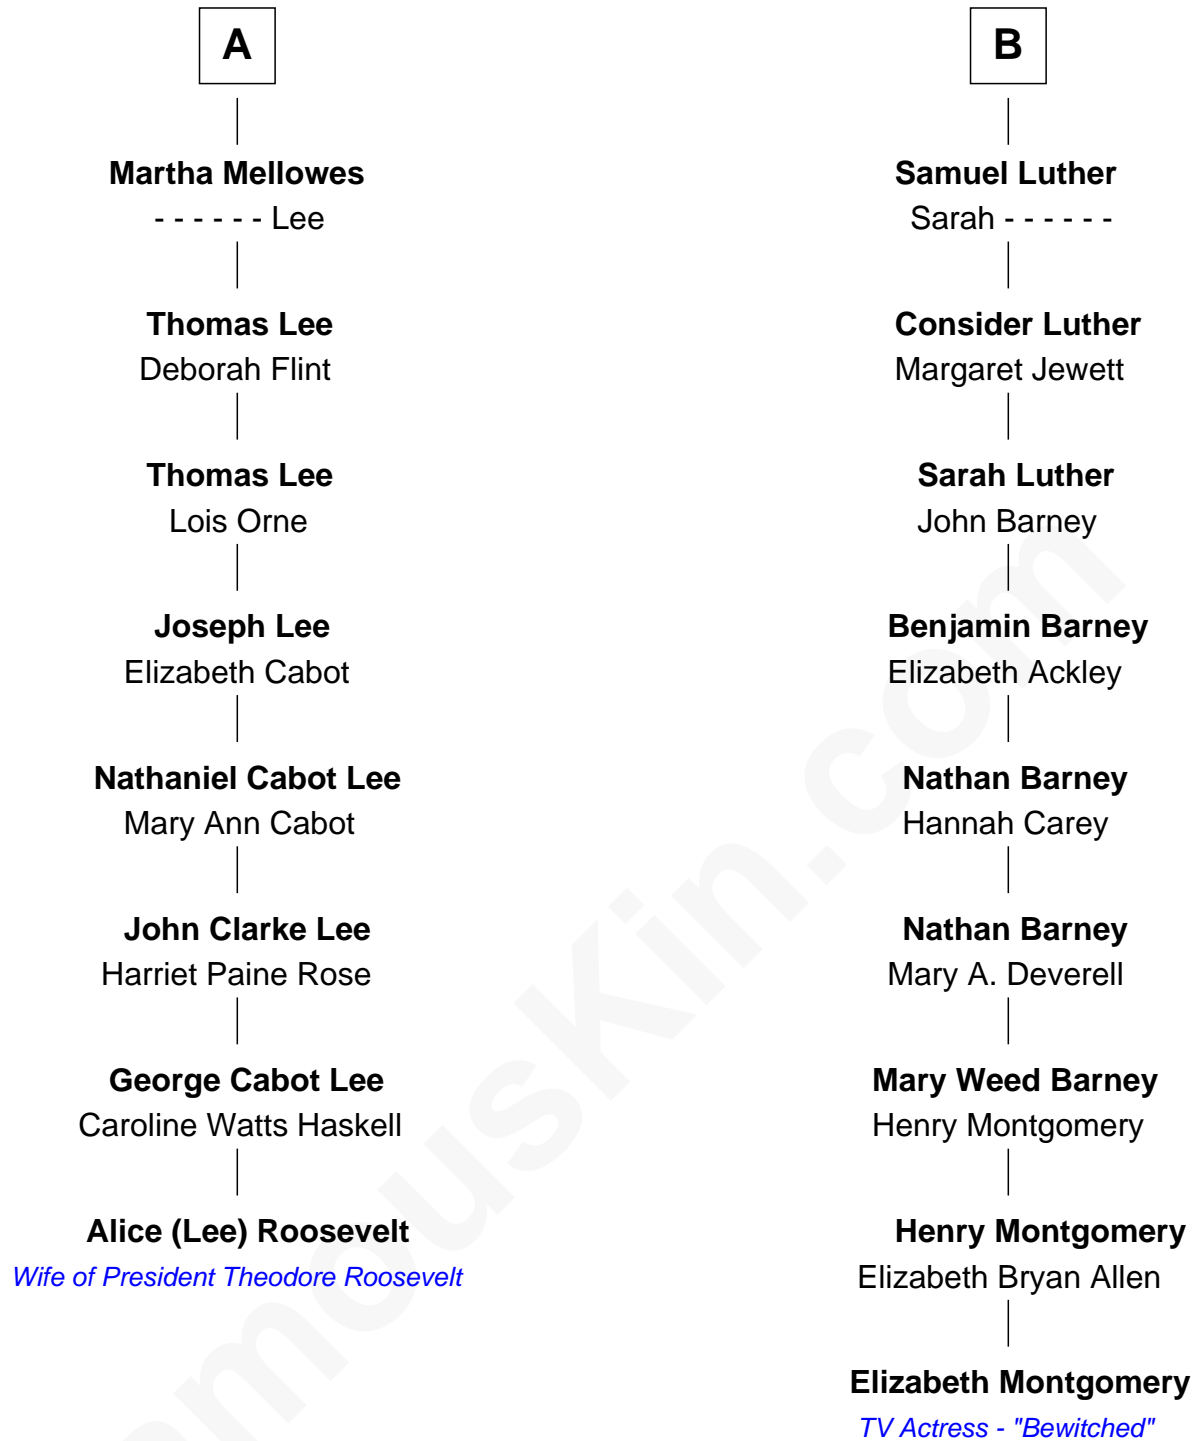 A
Martha Mellowes
- - - - - - Lee
Thomas Lee
Deborah Flint
Thomas Lee
Lois Orne
Joseph Lee
Elizabeth Cabot
Nathaniel Cabot Lee
Mary Ann Cabot
John Clarke Lee
Harriet Paine Rose
George Cabot Lee
Caroline Watts Haskell
Alice (Lee) Roosevelt
Wife of President Theodore Roosevelt
B
Samuel Luther
Sarah - - - - - -
Consider Luther
Margaret Jewett
Sarah Luther
John Barney
Benjamin Barney
Elizabeth Ackley
Nathan Barney
Hannah Carey
Nathan Barney
Mary A. Deverell
Mary Weed Barney
Henry Montgomery
Henry Montgomery
Elizabeth Bryan Allen
Elizabeth Montgomery
TV Actress - "Bewitched"
amousKin.com